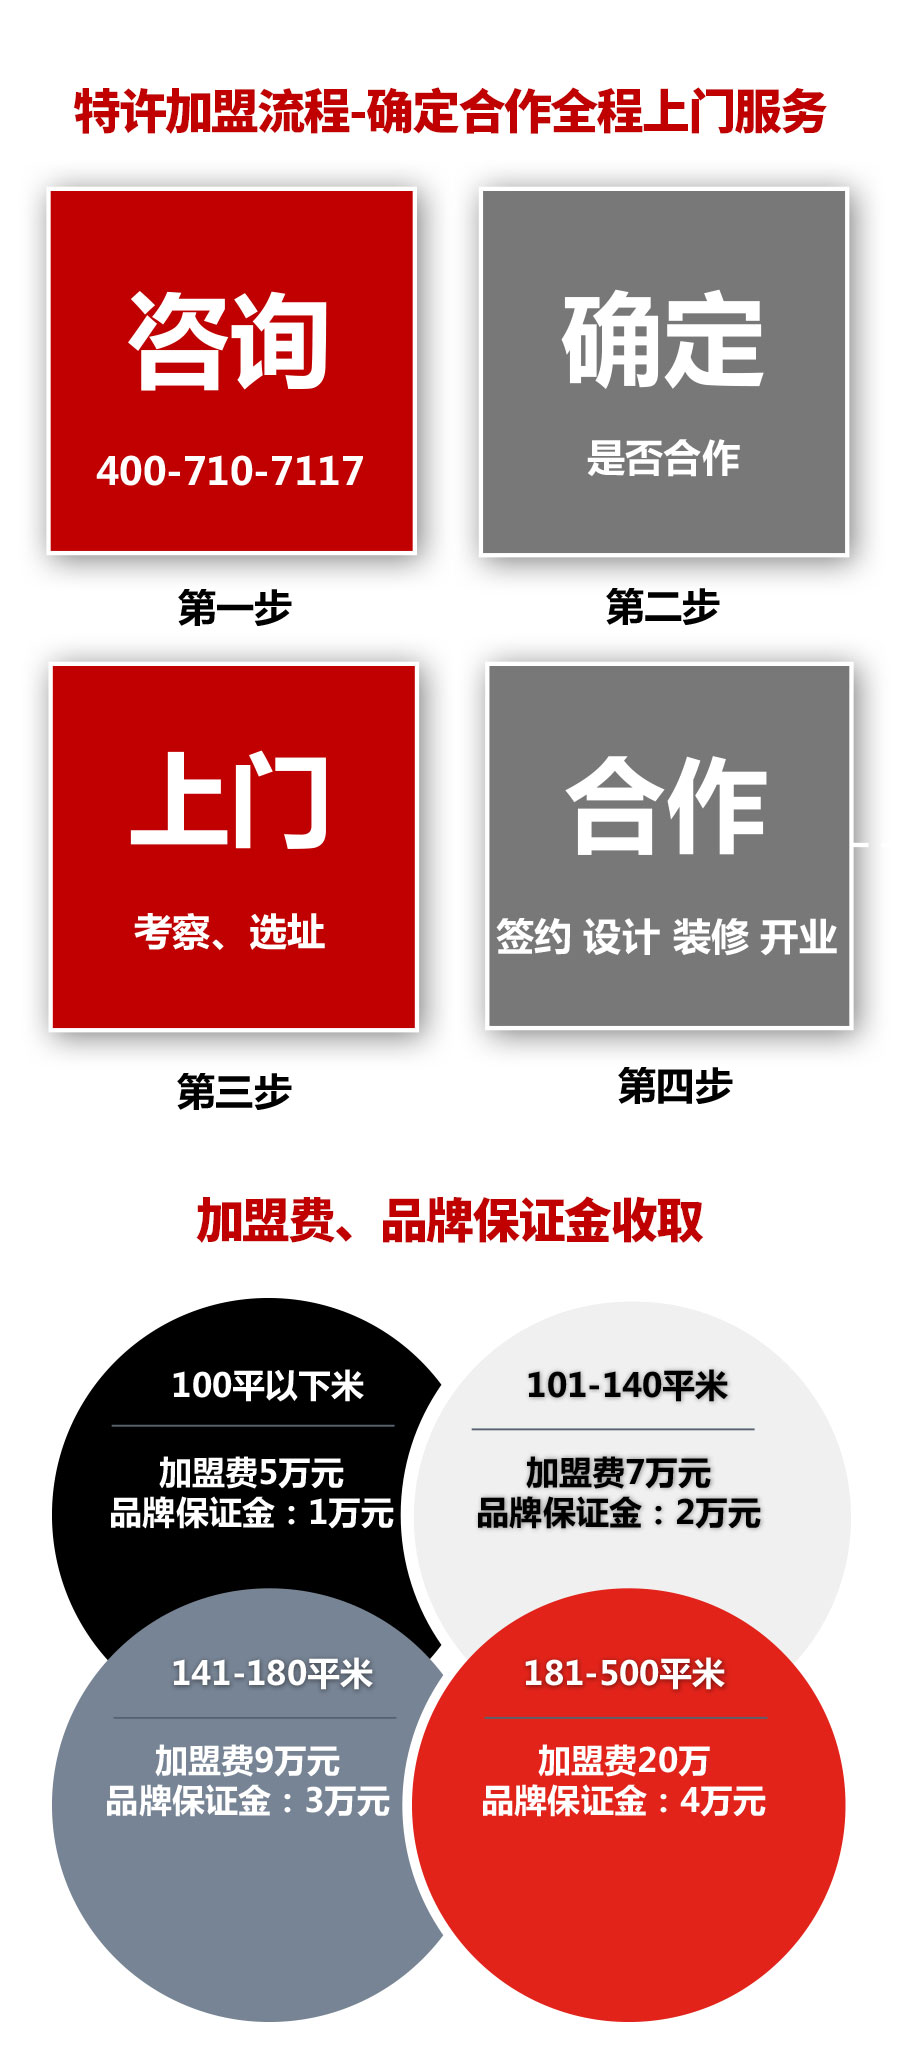 特许加盟流程-确定合作全程上门服务
咨询
400-710-7117
第一步
确定
是否合作
第二步
上门
考察、选址
第三步
合作
签约 设计 装修 开业
第四步
加盟费、品牌保证金收取
100平以下米
加盟费5万元
品牌保证金：1万元
101-140平米
加盟费7万元
品牌保证金：2万元
141-180平米
加盟费9万元
品牌保证金：3万元
181-500平米
加盟费20万
品牌保证金：4万元